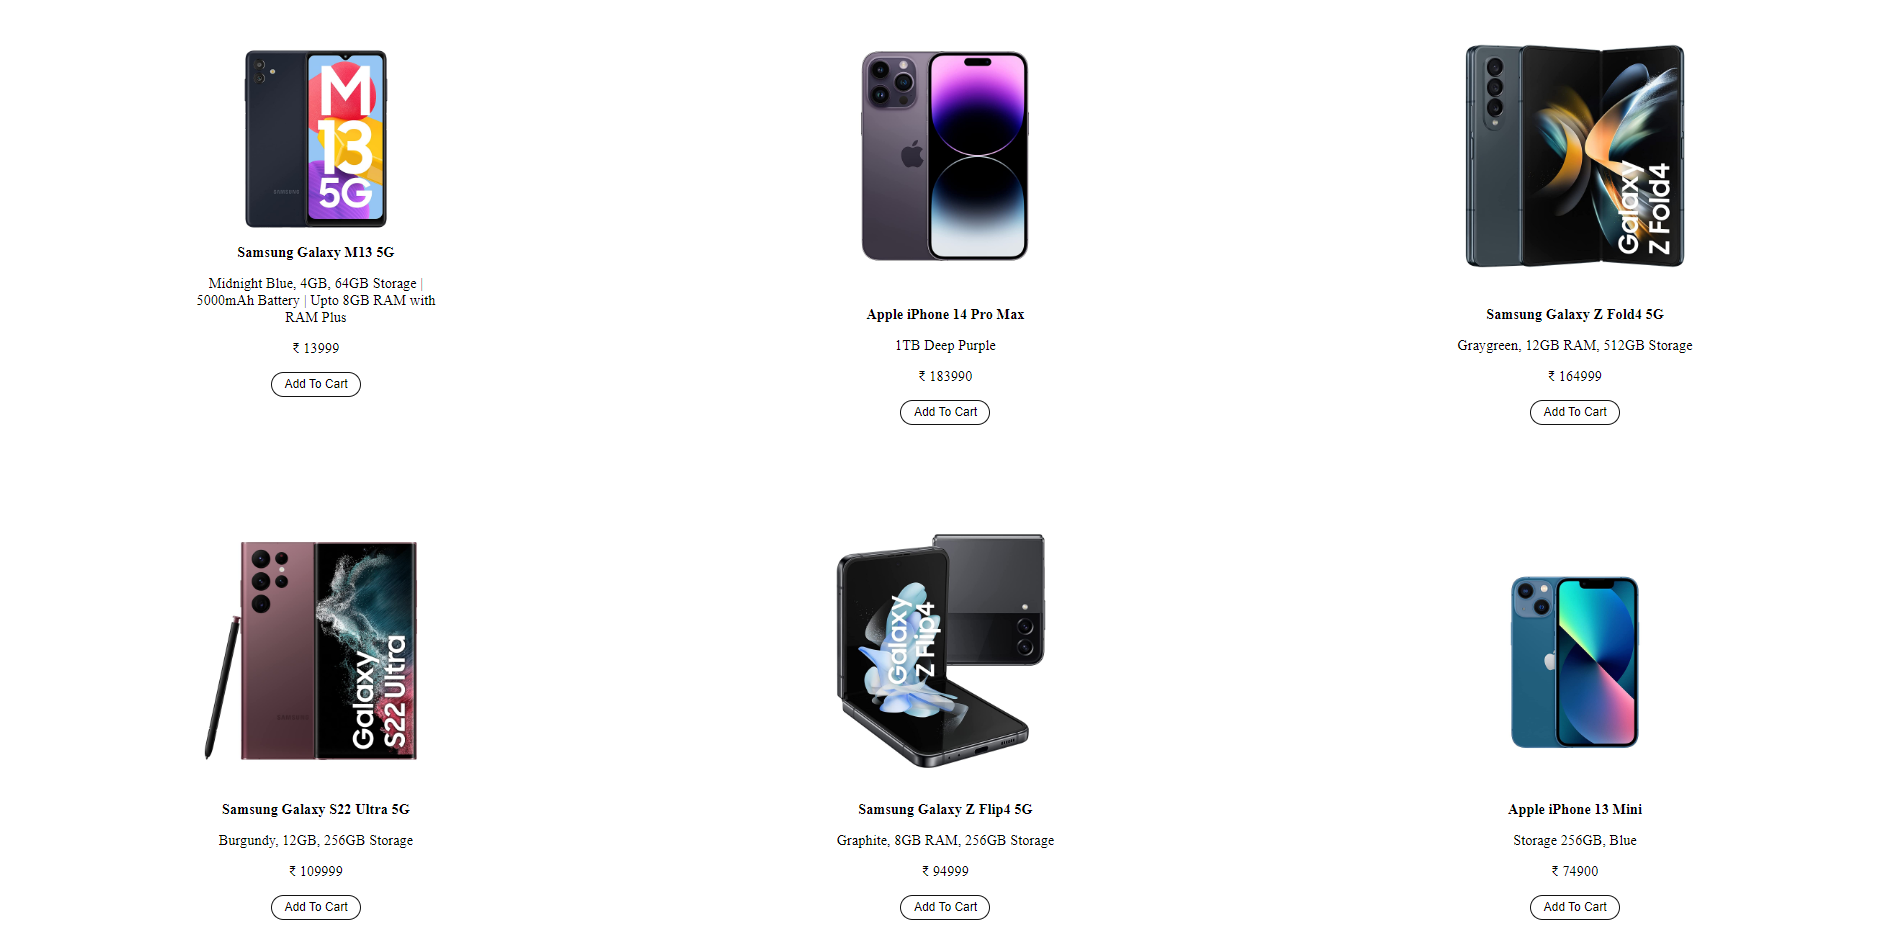 M
13
5G
SAMSUNG
Samsung Galaxy M13 5G
Midnight Blue, 4GB, 64GB Storage |
5000mAh Battery | Upto 8GB RAM with
RAM Plus
₹ 13999
Add To Cart
Apple iPhone 14 Pro Max
1TB Deep Purple
₹ 183990
Add To Cart
Galaxy
Z Fold4
Samsung Galaxy Z Fold4 5G
Graygreen, 12GB RAM, 512GB Storage
₹ 164999
Add To Cart
SAMSUNG
Galaxy
S22 Ultra
Samsung Galaxy S22 Ultra 5G
Burgundy, 12GB, 256GB Storage
₹ 109999
Add To Cart
Galaxy
Z Flip4
Samsung Galaxy Z Flip4 5G
Graphite, 8GB RAM, 256GB Storage
₹ 94999
Add To Cart
Apple iPhone 13 Mini
Storage 256GB, Blue
₹ 74900
Add To Cart